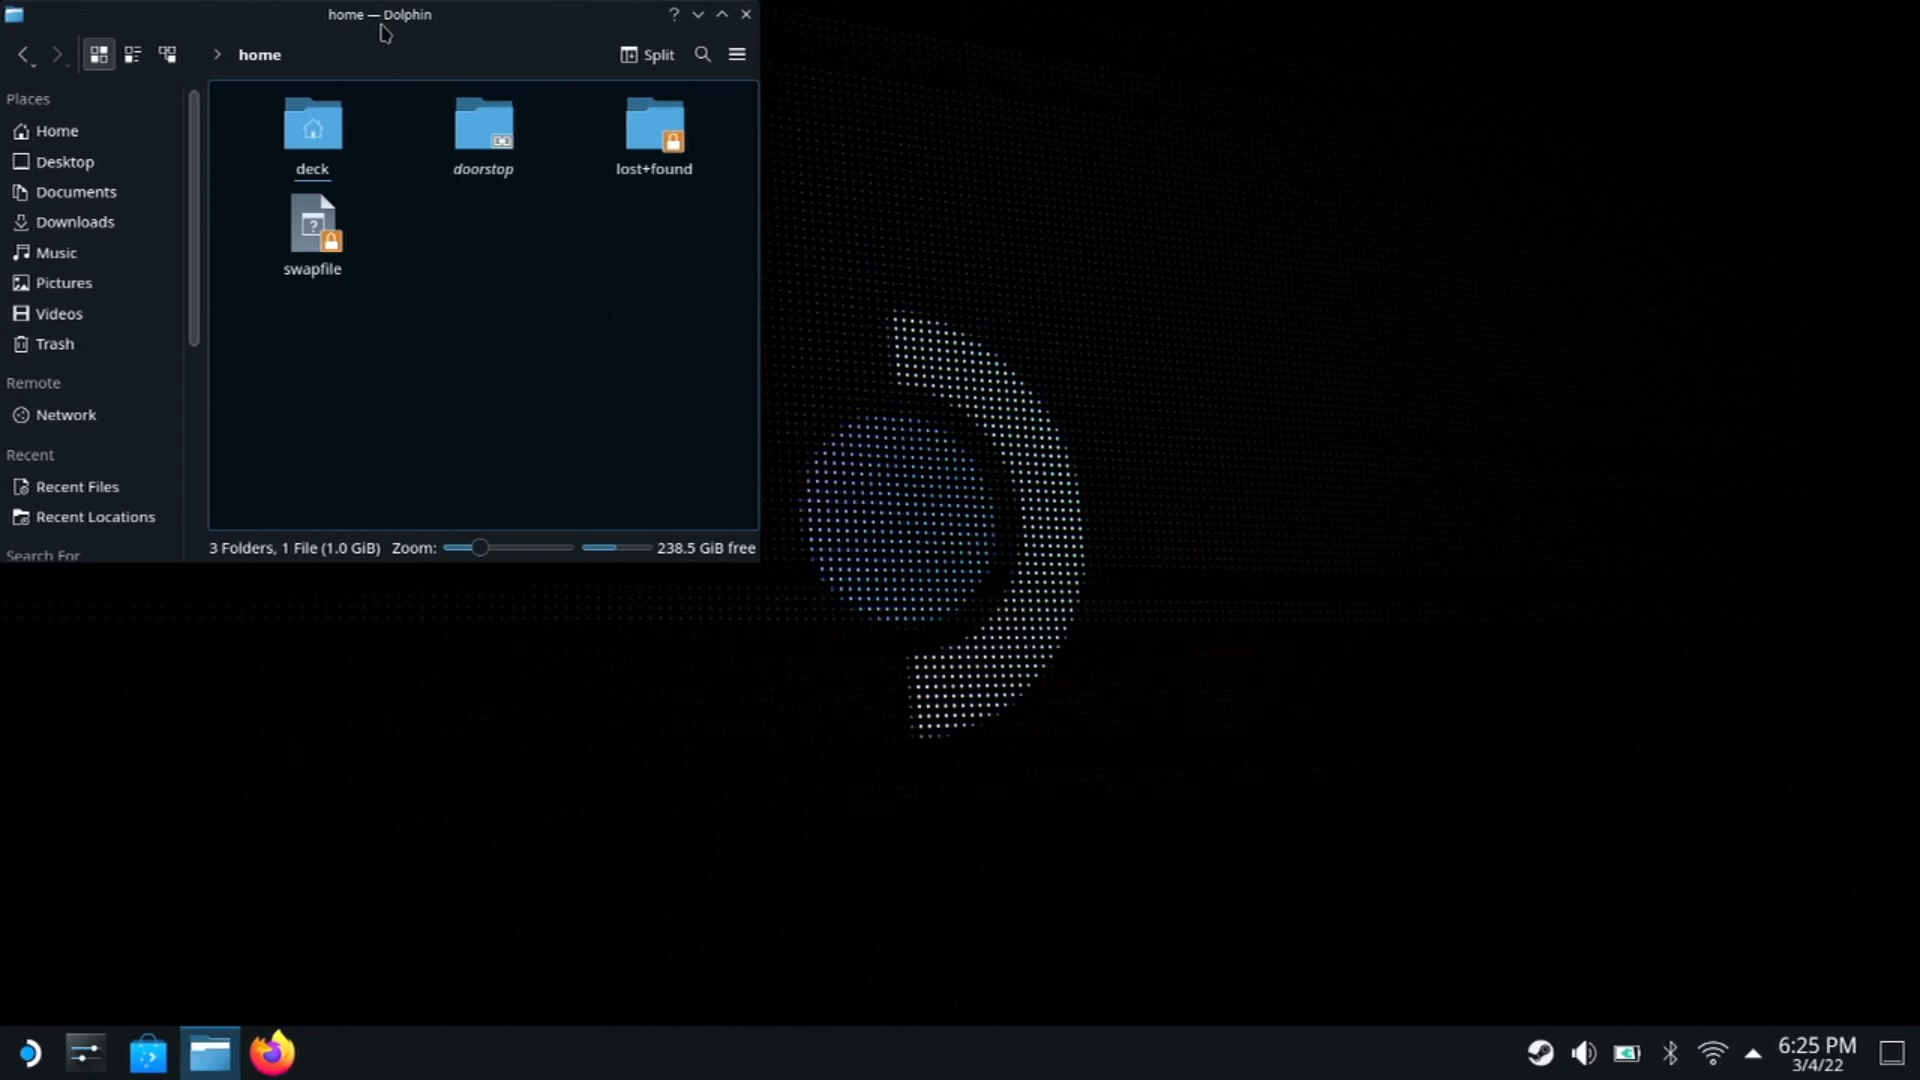 home — Dolphin
?
home
Split
Places
Home
Desktop
Documents
Downloads
Music
Pictures
Videos
Trash
Remote
Network
Recent
Recent Files
Recent Locations
Search For
deck
doorstop
lost+found
?
swapfile
3 Folders, 1 File (1.0 GiB)
Zoom:
238.5 GiB free
6:25 PM
3/4/22